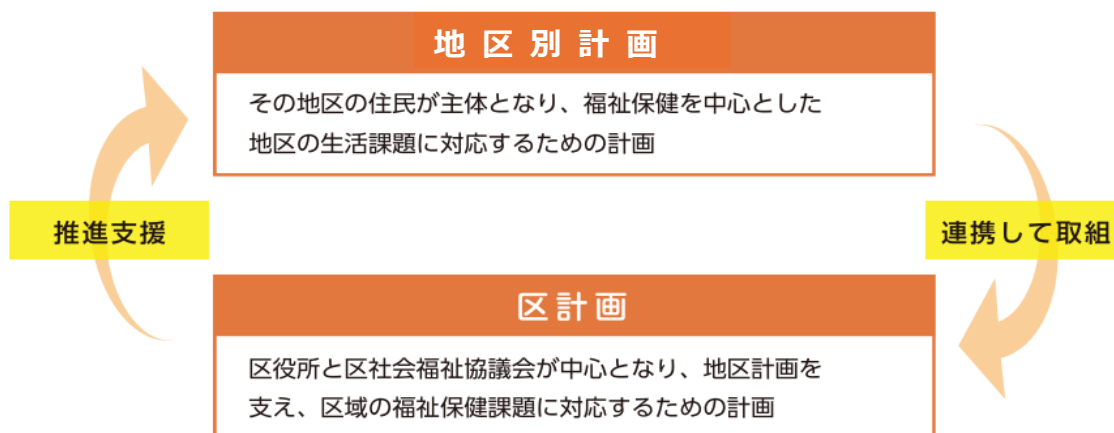 地区別計画
その地区の住民が主体となり、福祉保健を中心とした
地区の生活課題に対応するための計画
推進支援
連携して取組
区計画
区役所と区社会福祉協議会が中心となり、地区計画を
支え、区域の福祉保健課題に対応するための計画